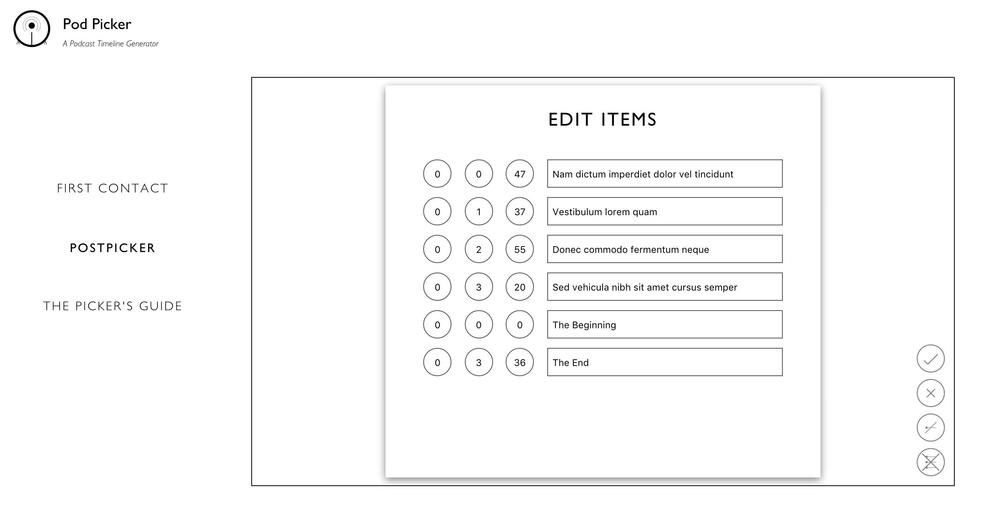 Pod Picker
A Podcast Timeline Generator
FIRST CONTACT
POSTPICKER
THE PICKER'S GUIDE
EDIT ITEMS
0 0 47 Nam dictum imperdiet dolor vel tincidunt
0 1 37 Vestibulum lorem quam
0 2 55 Donec commodo fermentum neque
0 3 20 Sed vehicula nibh sit amet cursus semper
0 0 0 The Beginning
0 3 36 The End